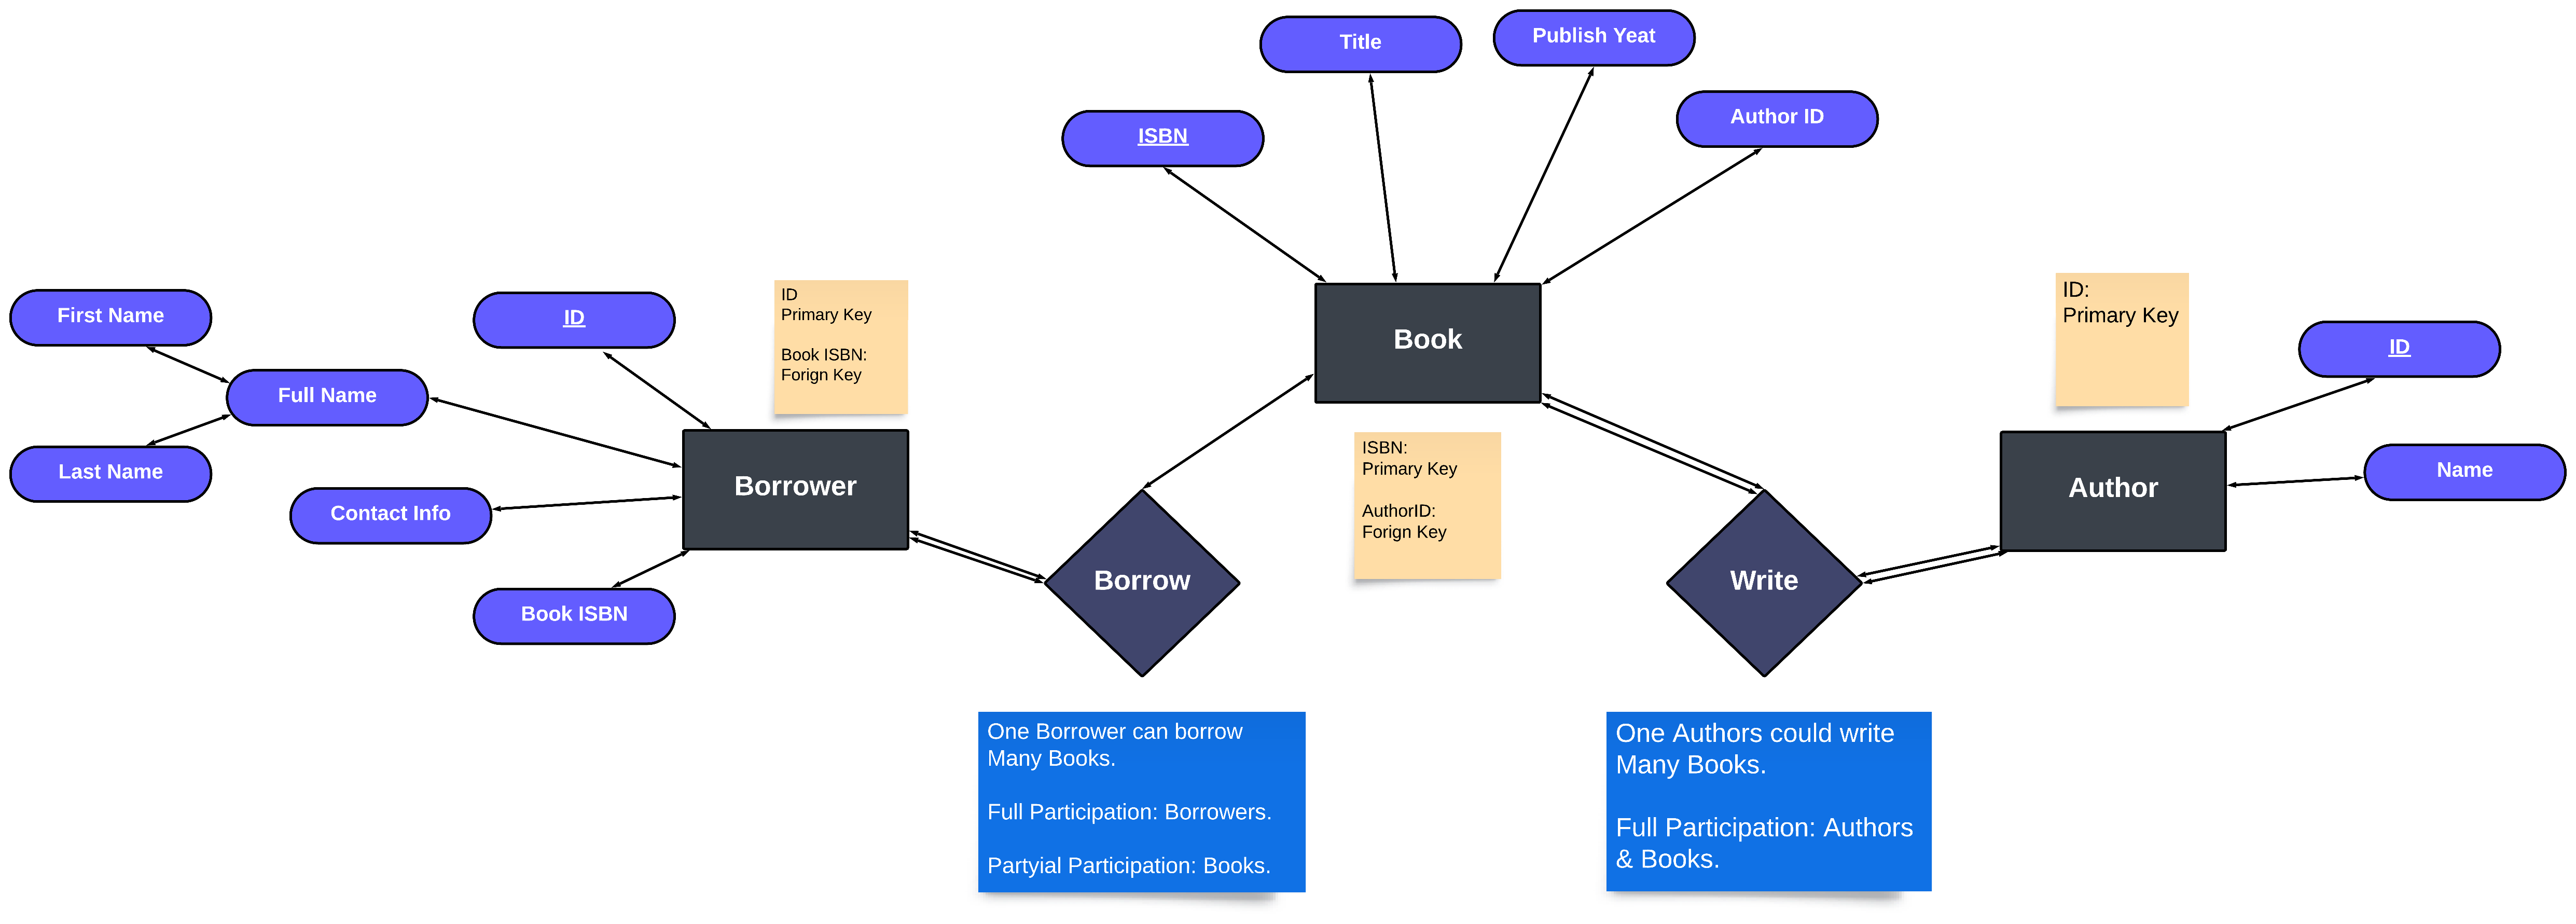 Title
Publish Yeat
Author ID
ISBN
Book
ISBN:
Primary Key
AuthorID:
Forign Key
First Name
Last Name
Full Name
ID
Contact Info
Book ISBN
ID
Primary Key
Book ISBN:
Forign Key
Borrower
Borrow
Write
ID:
Primary Key
ID
Name
Author
One Borrower can borrow
Many Books.
Full Participation: Borrowers.
Partyial Participation: Books.
One Authors could write
Many Books.
Full Participation: Authors
& Books.